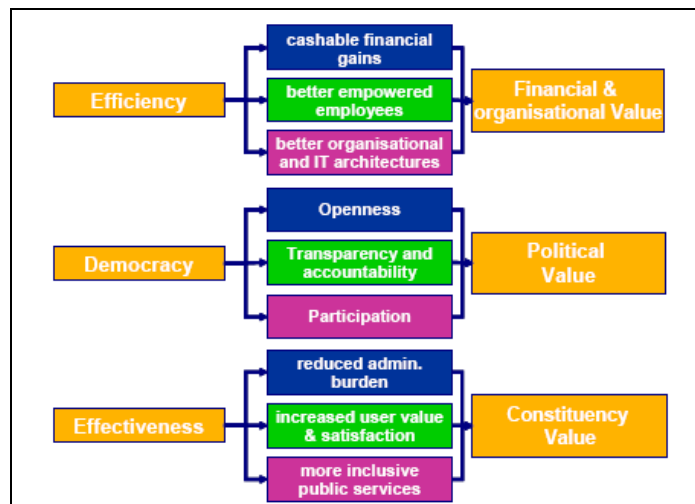 Efficiency
cashable financial
gains
better empowered
employees
better organisational
and IT architectures
Financial &
organisational Value
Democracy
Openness
Transparency and
accountability
Participation
Political
Value
Effectiveness
reduced admin.
burden
increased user value
& satisfaction
more inclusive
public services
Constituency
Value